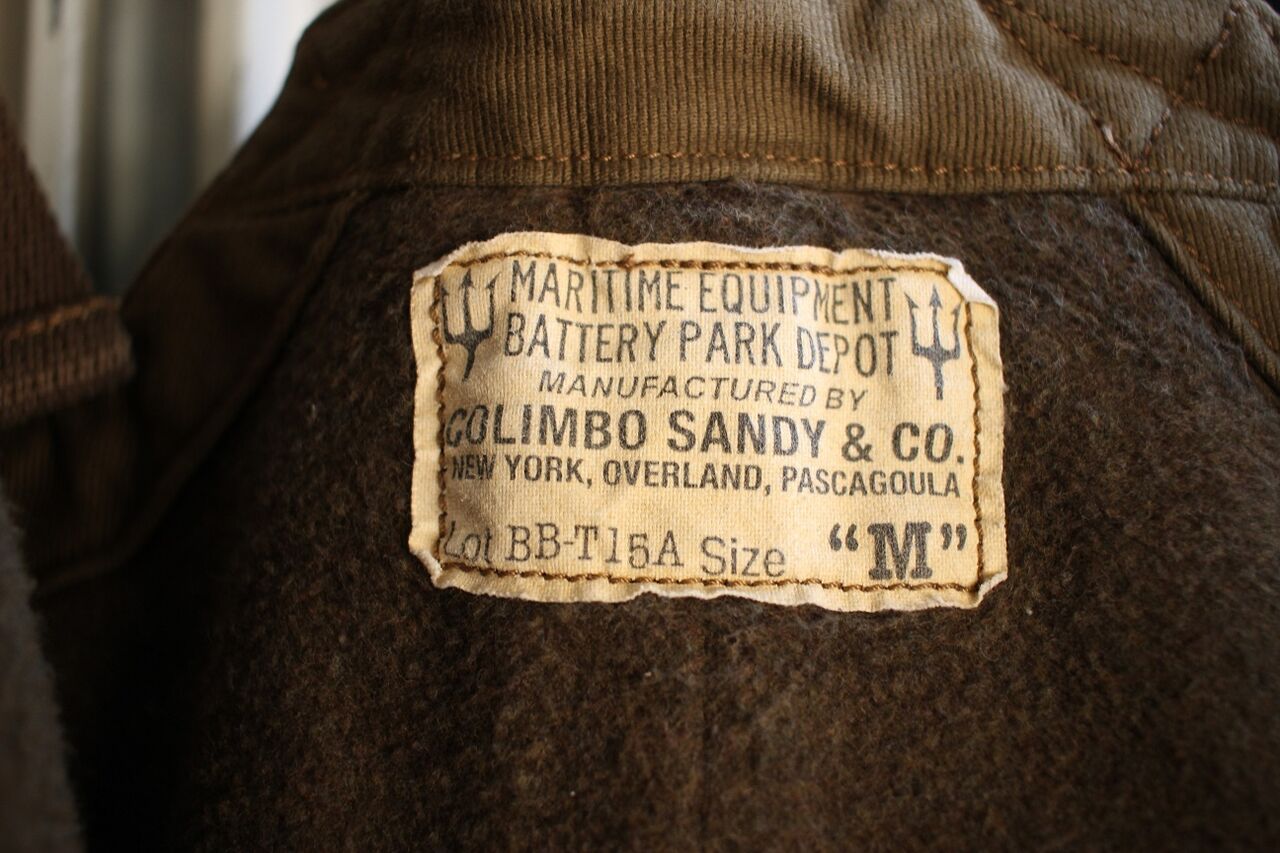 MARITIME EQUIPMENT
BATTERY PARK DEPOT
MANUFACTURED BY
COLIMBO SANDY & CO.
NEW YORK, OVERLAND, PASCAGOULA
Lot BB-T15A Size “M”